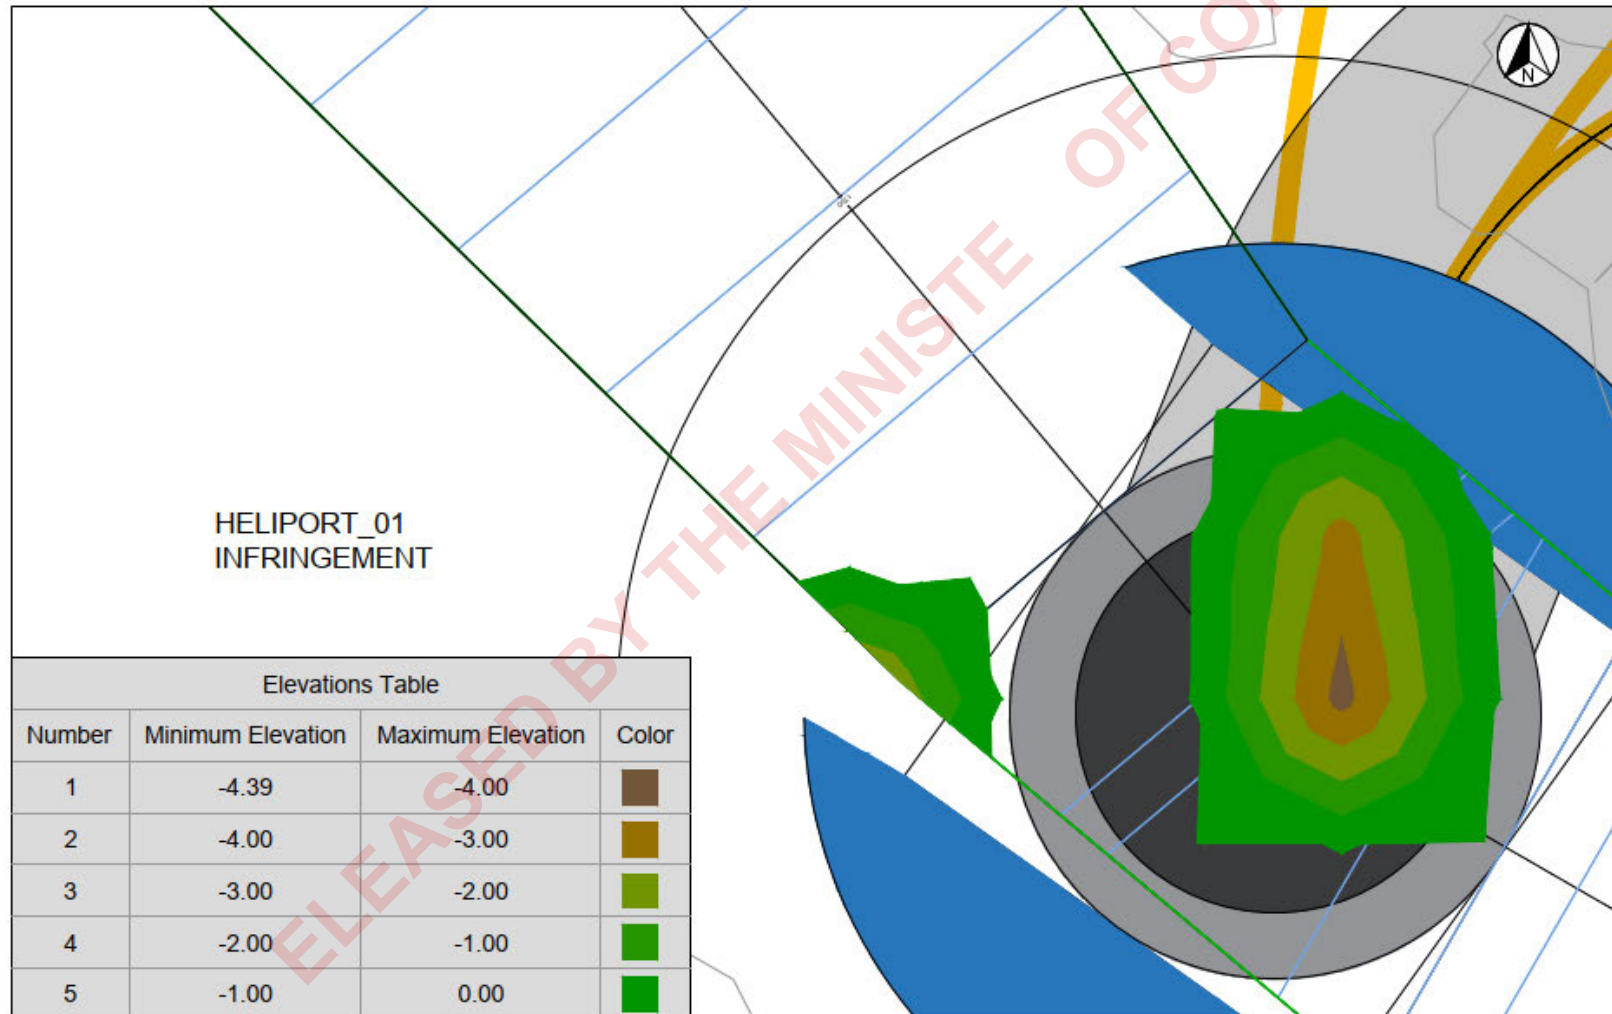 N
HELIPORT_01
INFRINGEMENT
ELEASED BY THE MINISTE OF CO
Elevations Table
Number Minimum Elevation Maximum Elevation Color
1 -4.39 -4.00
2 -4.00 -3.00
3 -3.00 -2.00
4 -2.00 -1.00
5 -1.00 0.00